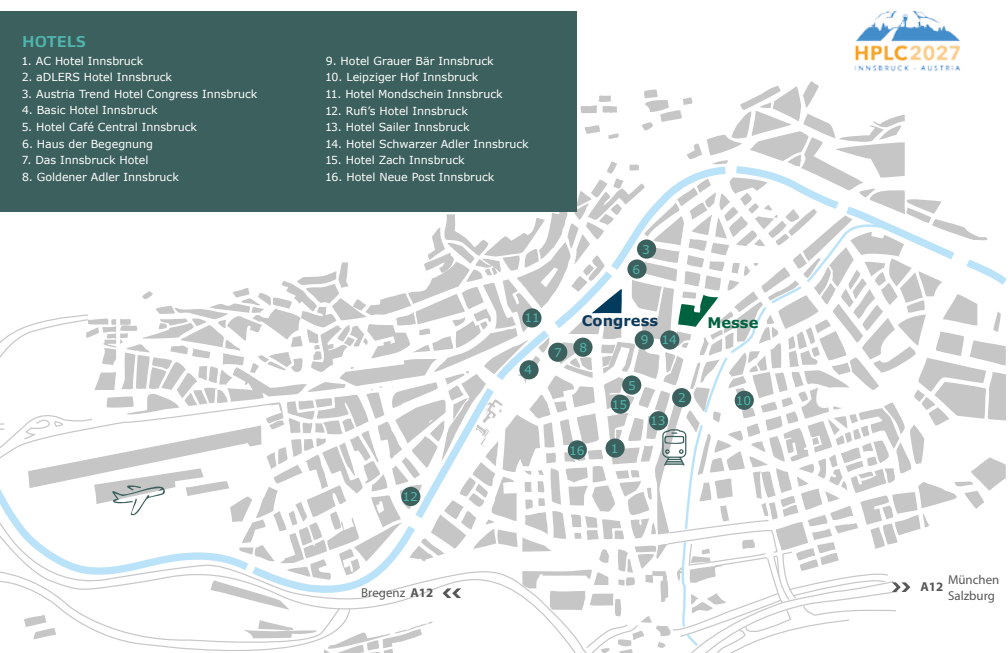 HOTELS
1. AC Hotel Innsbruck
2. aDLERS Hotel Innsbruck
3. Austria Trend Hotel Congress Innsbruck
4. Basic Hotel Innsbruck
5. Hotel Café Central Innsbruck
6. Haus der Begegnung
7. Das Innsbruck Hotel
8. Goldener Adler Innsbruck
9. Hotel Grauer Bär Innsbruck
10. Leipziger Hof Innsbruck
11. Hotel Mondschein Innsbruck
12. Rufi’s Hotel Innsbruck
13. Hotel Sailer Innsbruck
14. Hotel Schwarzer Adler Innsbruck
15. Hotel Zach Innsbruck
16. Hotel Neue Post Innsbruck
HPLC2027
INNSBRUCK - AUSTRIA
3
6
11
Congress
Messe
7
8
9
14
4
5
2
15
10
13
16
1
12
Bregenz A12
A12 München
Salzburg